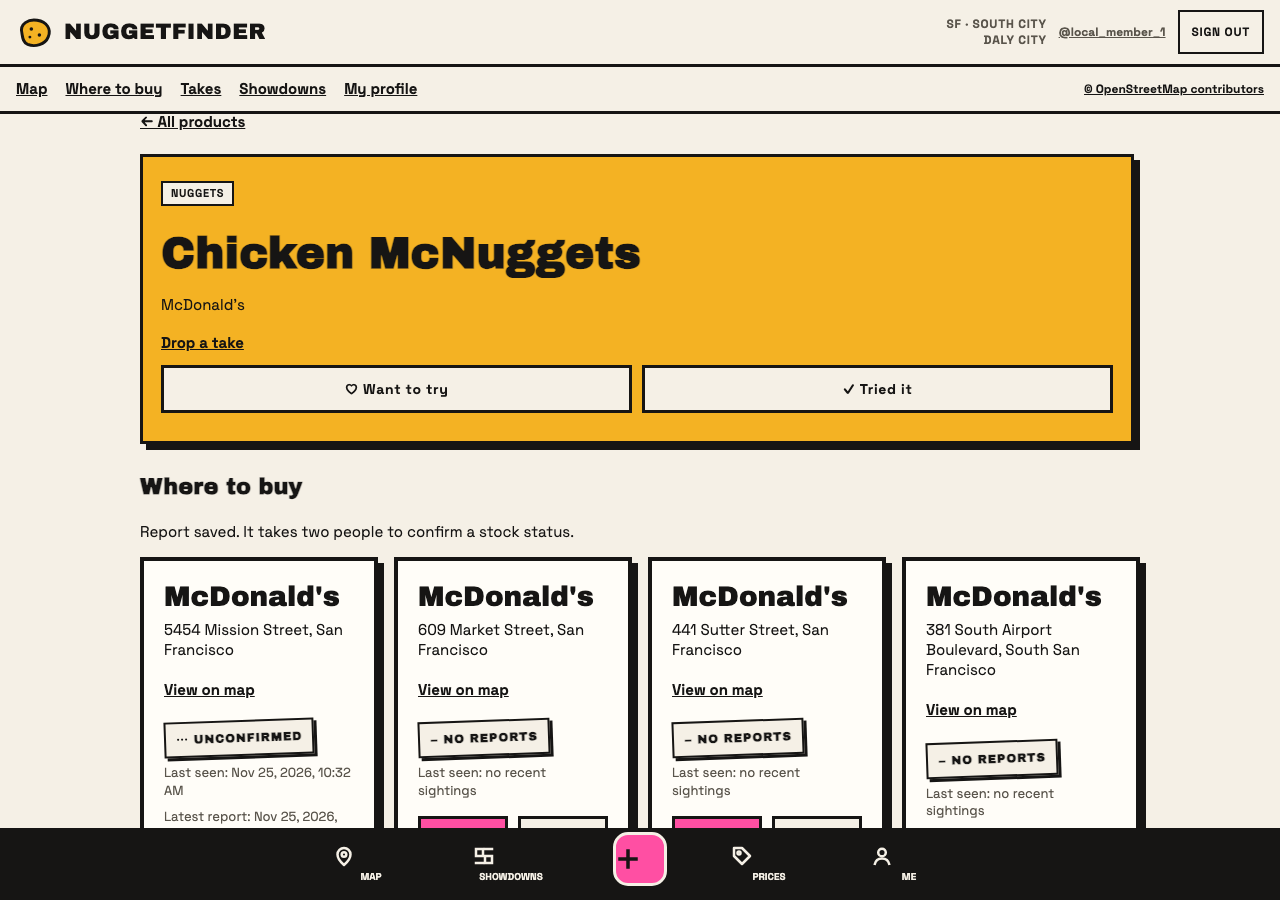 NUGGETFINDER
SF · SOUTH CITY
DALY CITY
@local_member_1
SIGN OUT
Map
Where to buy
Takes
Showdowns
My profile
© OpenStreetMap contributors
← All products
NUGGETS
Chicken McNuggets
McDonald's
Drop a take
♡ Want to try
✓ Tried it
Where to buy
Report saved. It takes two people to confirm a stock status.
McDonald's
5454 Mission Street, San
Francisco
View on map
··· UNCONFIRMED
Last seen: Nov 25, 2026, 10:32
AM
Latest report: Nov 25, 2026,
McDonald's
609 Market Street, San
Francisco
View on map
– NO REPORTS
Last seen: no recent
sightings
McDonald's
441 Sutter Street, San
Francisco
View on map
– NO REPORTS
Last seen: no recent
sightings
McDonald's
381 South Airport
Boulevard, South San
Francisco
View on map
– NO REPORTS
Last seen: no recent
sightings
MAP
SHOWDOWNS
+
PRICES
ME